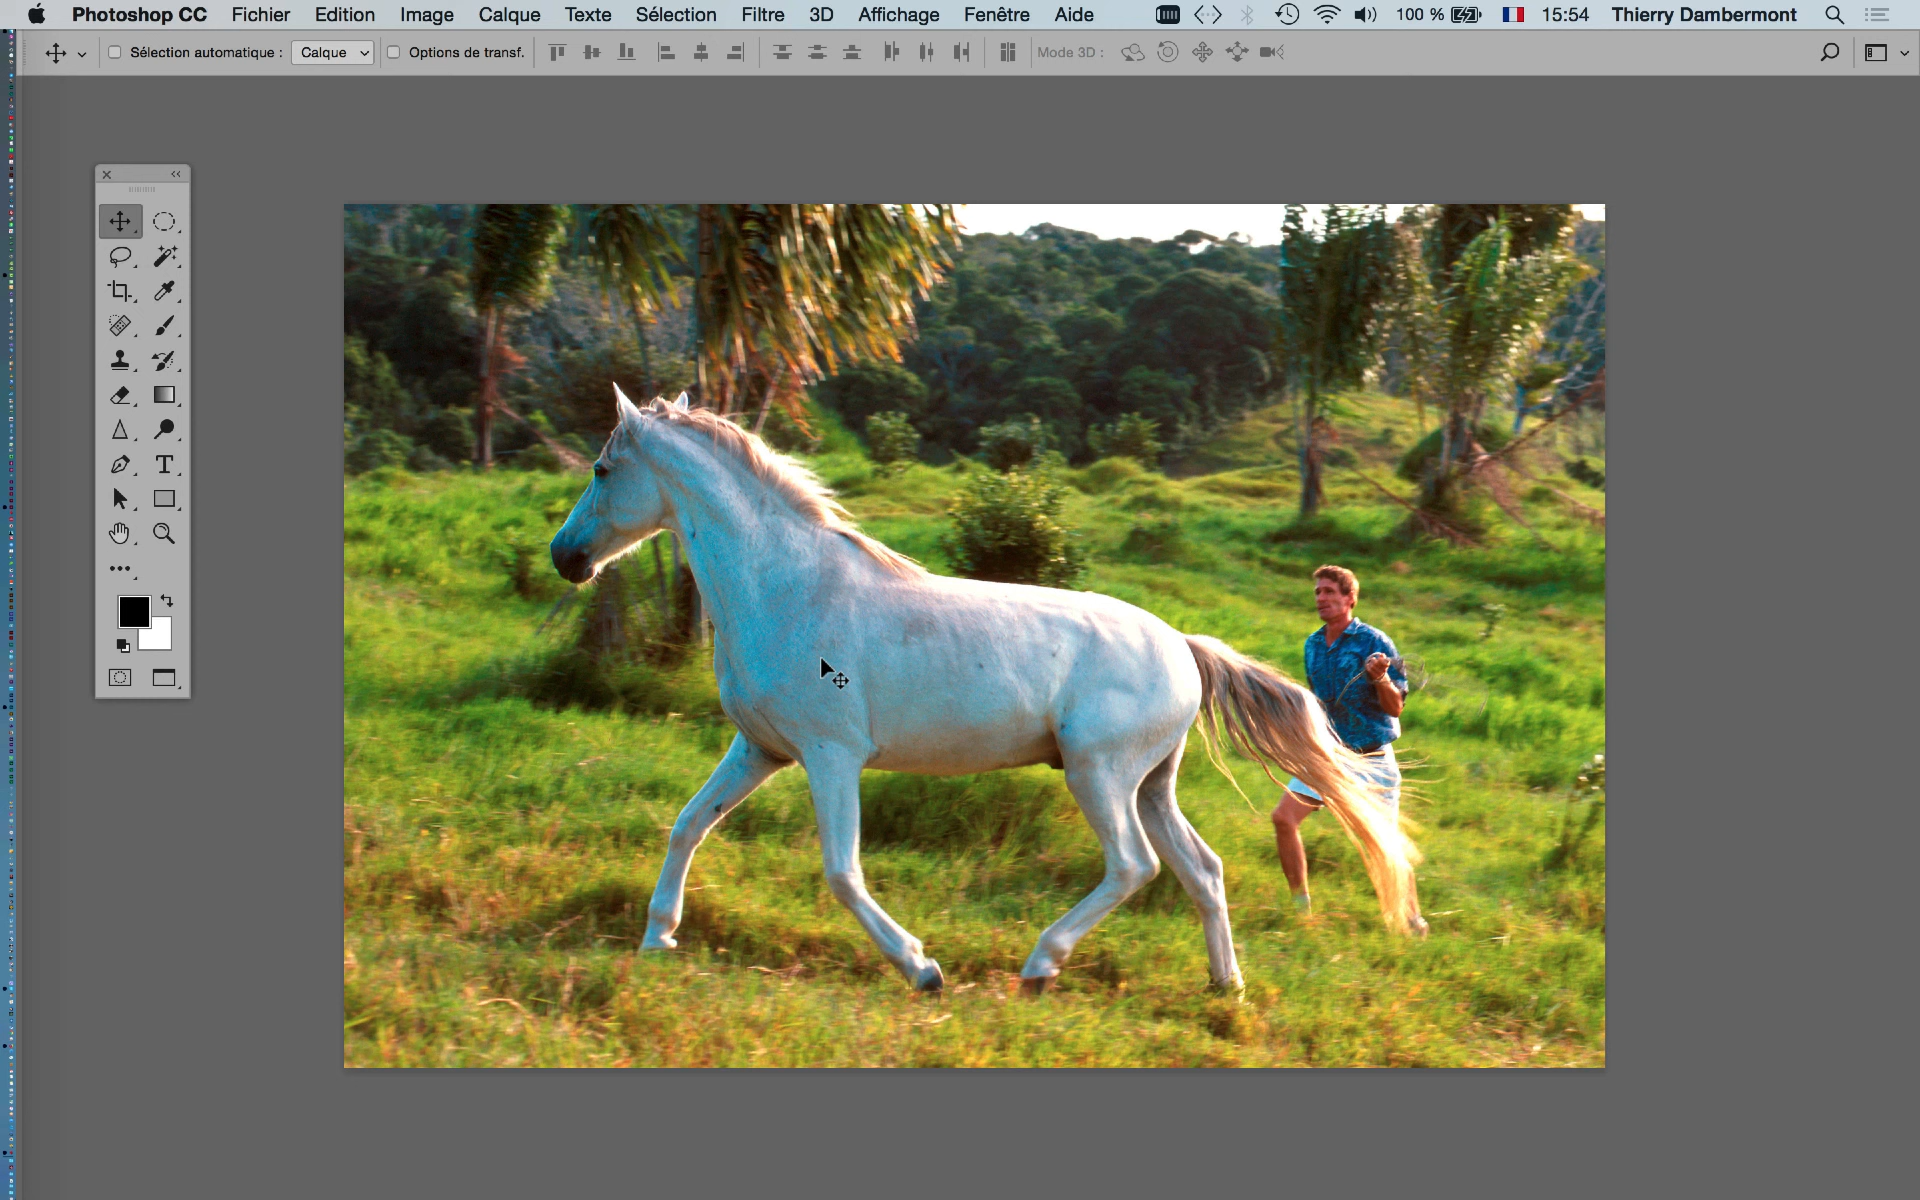 Photoshop CC Fichier Edition Image Calque Texte Sélection Filtre 3D Affichage Fenêtre Aide 100 % 15:54 Thierry Dambermont
Sélection automatique : Calque Options de transf. Mode 3D :
T